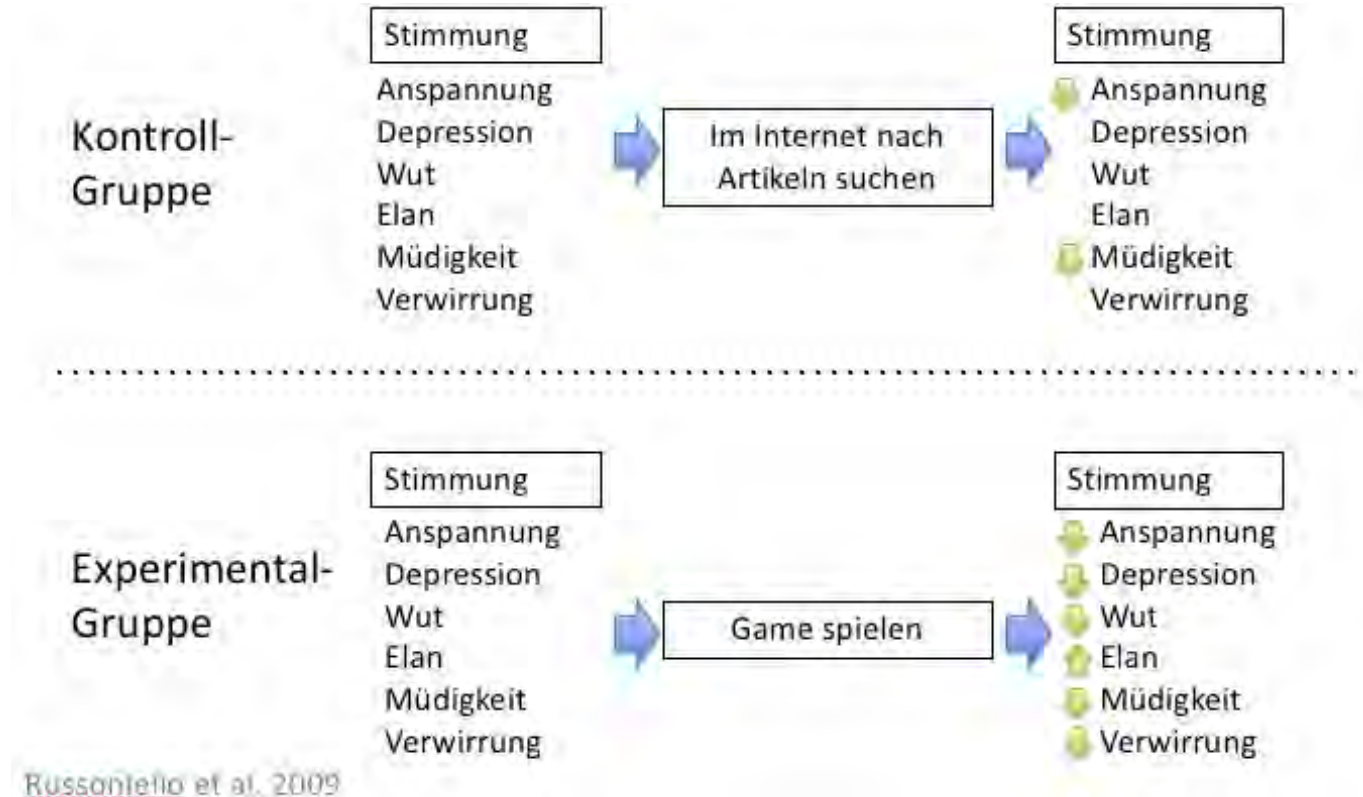 Stimmung
Anspannung
Depression
Wut
Elan
Müdigkeit
Verwirrung
Kontroll-
Gruppe
Im Internet nach
Artikeln suchen
Stimmung
Anspannung
Depression
Wut
Elan
Müdigkeit
Verwirrung
Stimmung
Anspannung
Depression
Wut
Elan
Müdigkeit
Verwirrung
Experimental-
Gruppe
Game spielen
Stimmung
Anspannung
Depression
Wut
Elan
Müdigkeit
Verwirrung
Russoniello et al. 2009